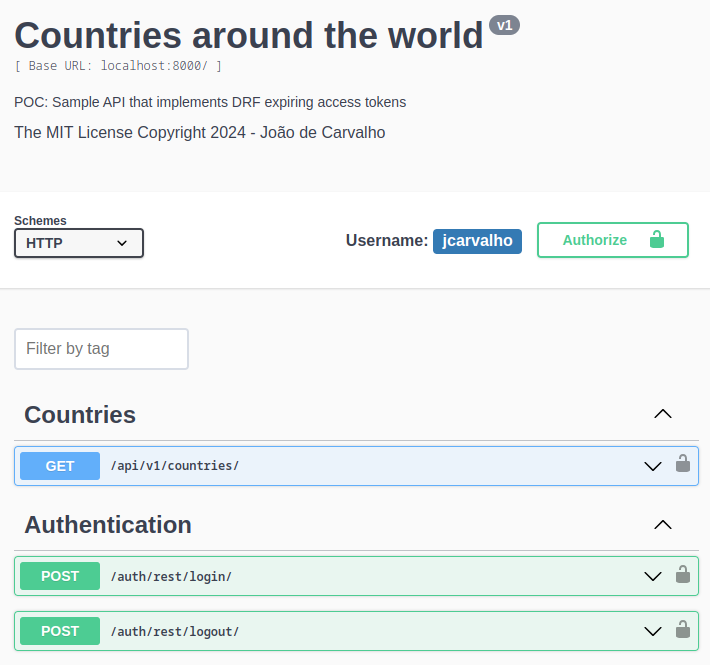 Countries around the world v1
[ Base URL: localhost:8000/ ]
POC: Sample API that implements DRF expiring access tokens
The MIT License Copyright 2024 - João de Carvalho
Schemes
HTTP
Username: jcarvalho
Authorize
Filter by tag
Countries
GET /api/v1/countries/
Authentication
POST /auth/rest/login/
POST /auth/rest/logout/